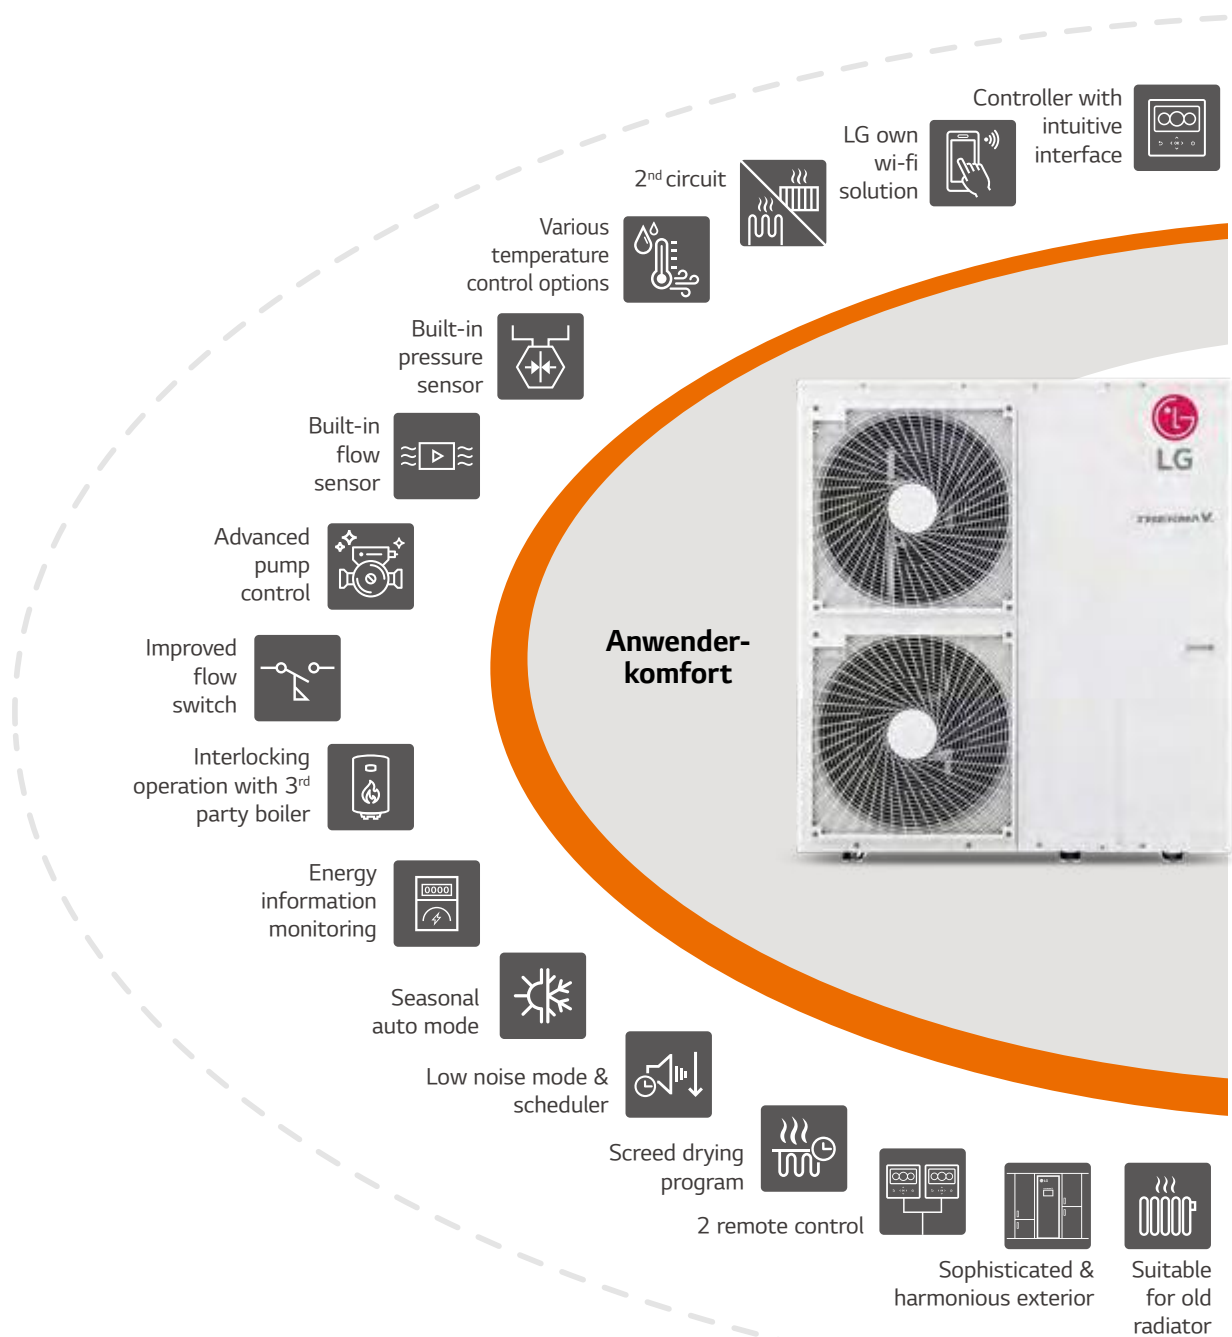 Controller with
intuitive
interface
LG own
wi-fi
solution
2nd circuit
Various
temperature
control options
Built-in
pressure
sensor
Built-in
flow
sensor
Advanced
pump
control
Improved
flow
switch
Interlocking
operation with 3rd
party boiler
Energy
information
monitoring
Seasonal
auto mode
Low noise mode &
scheduler
Screed drying
program
2 remote control
Sophisticated &
harmonious exterior
Suitable
for old
radiator
Anwender-
komfort
LG
THERMA V.
0000